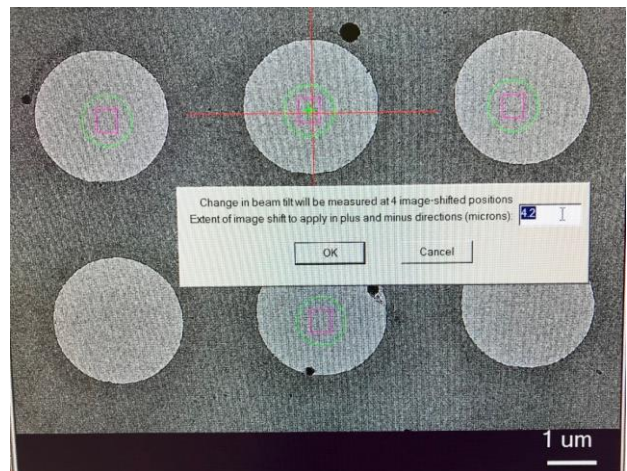 Change in beam tilt will be measured at 4 image-shifted positions
Extent of image shift to apply in plus and minus directions (microns): 4.2
OK Cancel
1 um